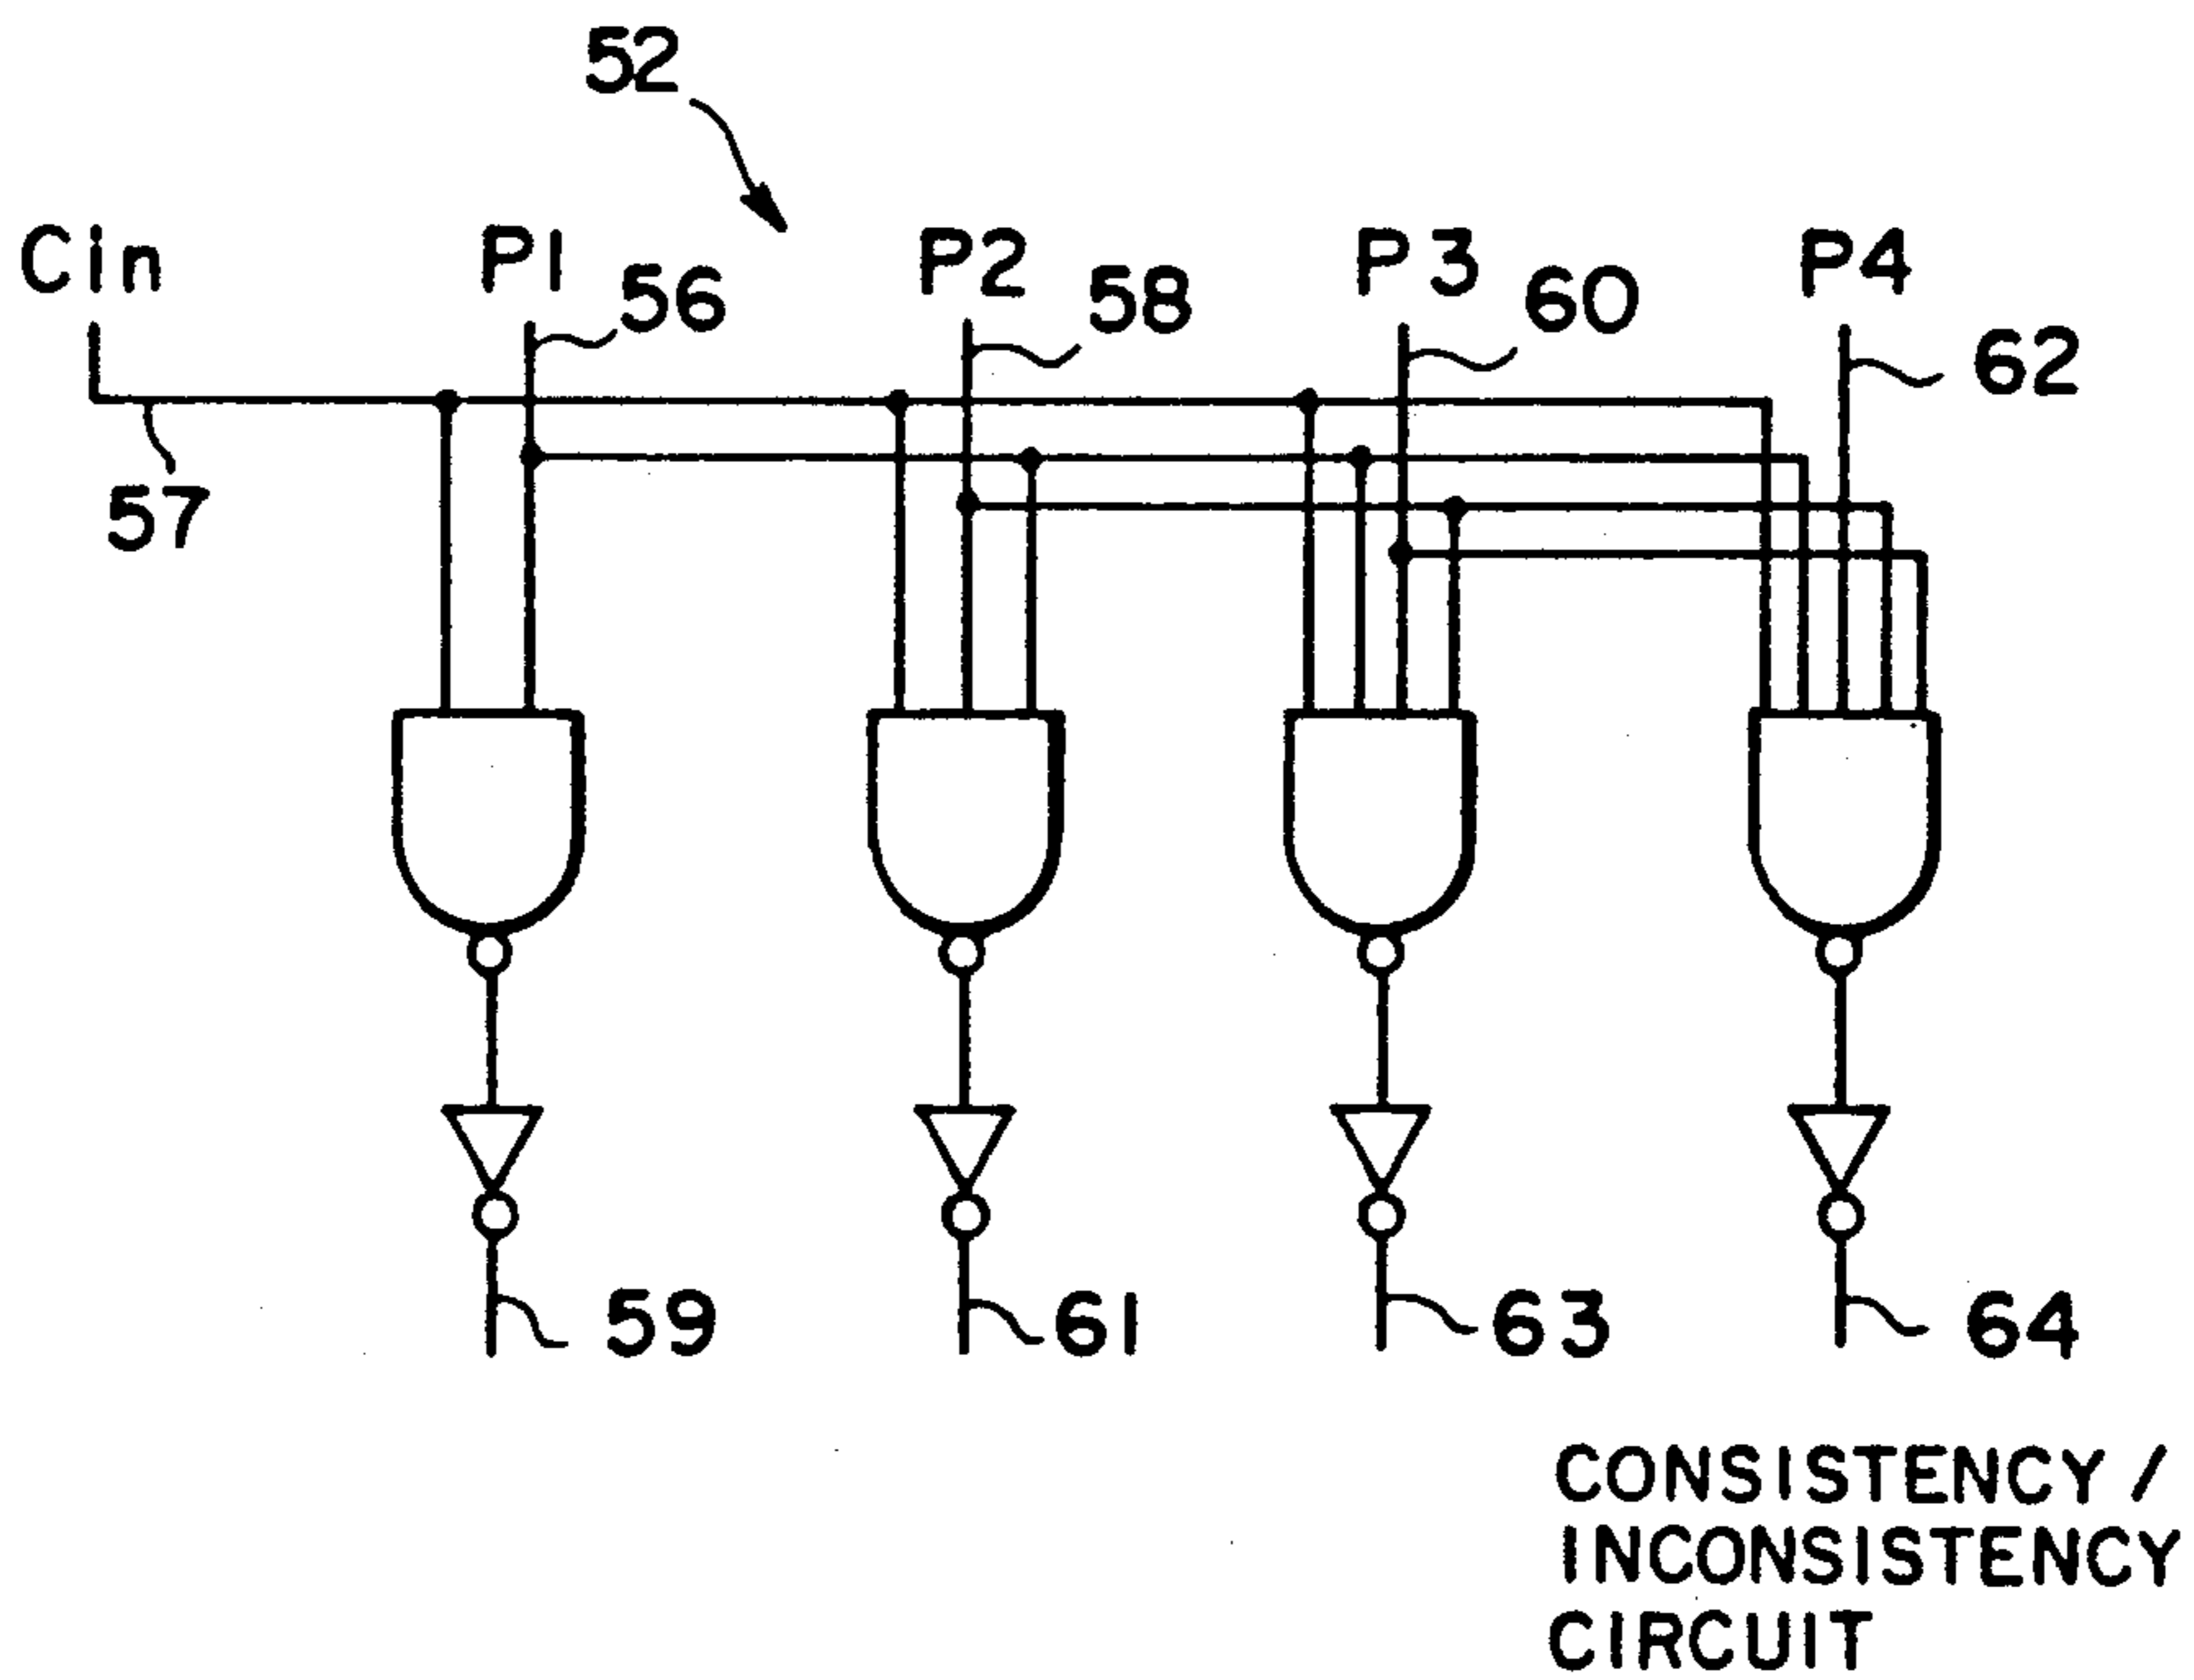 52
Cin P1 56 P2 58 P3 60 P4 62
57
59 61 63 64
CONSISTENCY /
INCONSISTENCY
CIRCUIT